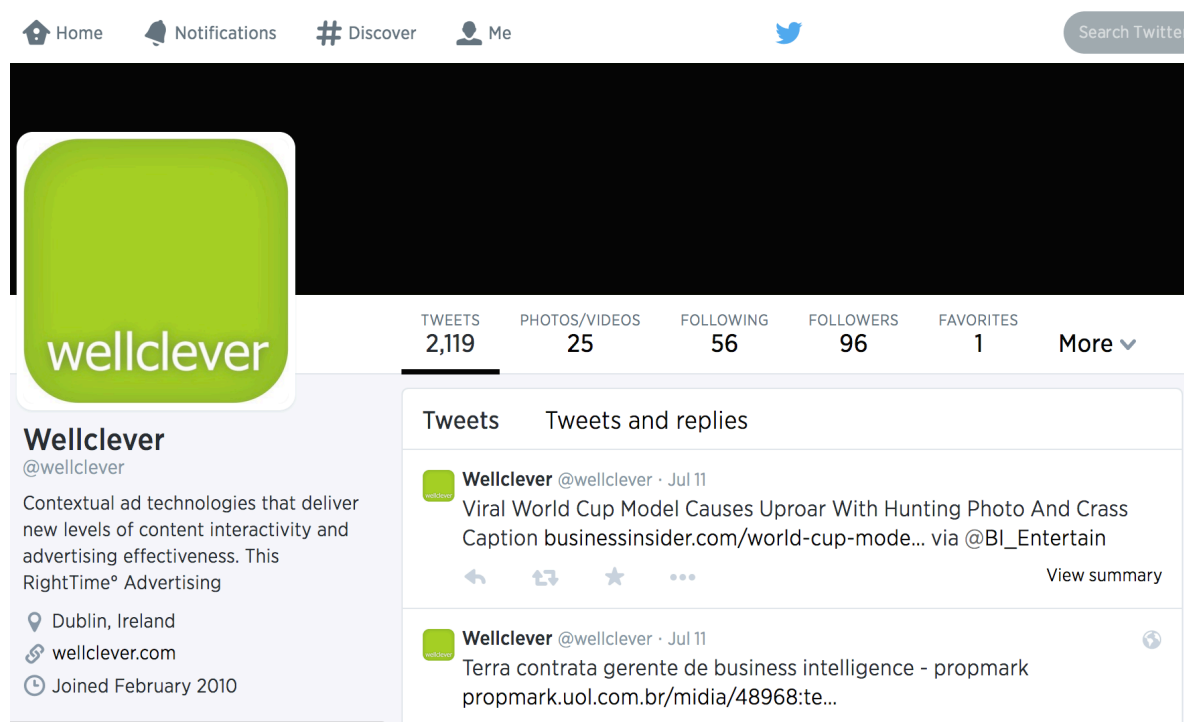 Home Notifications Discover Me Search Twitte
wellclever
TWEETS PHOTOS/VIDEOS FOLLOWING FOLLOWERS FAVORITES
2,119 25 56 96 1 More
Tweets Tweets and replies
Wellclever
@wellclever
Contextual ad technologies that deliver
new levels of content interactivity and
advertising effectiveness. This
RightTime° Advertising
Dublin, Ireland
wellclever.com
Joined February 2010
Wellclever @wellclever · Jul 11
wellclever
Viral World Cup Model Causes Uproar With Hunting Photo And Crass
Caption businessinsider.com/world-cup-mode... via @BI_Entertain
View summary
Wellclever @wellclever · Jul 11
wellclever
Terra contrata gerente de business intelligence - propmark
propmark.uol.com.br/midia/48968:te...